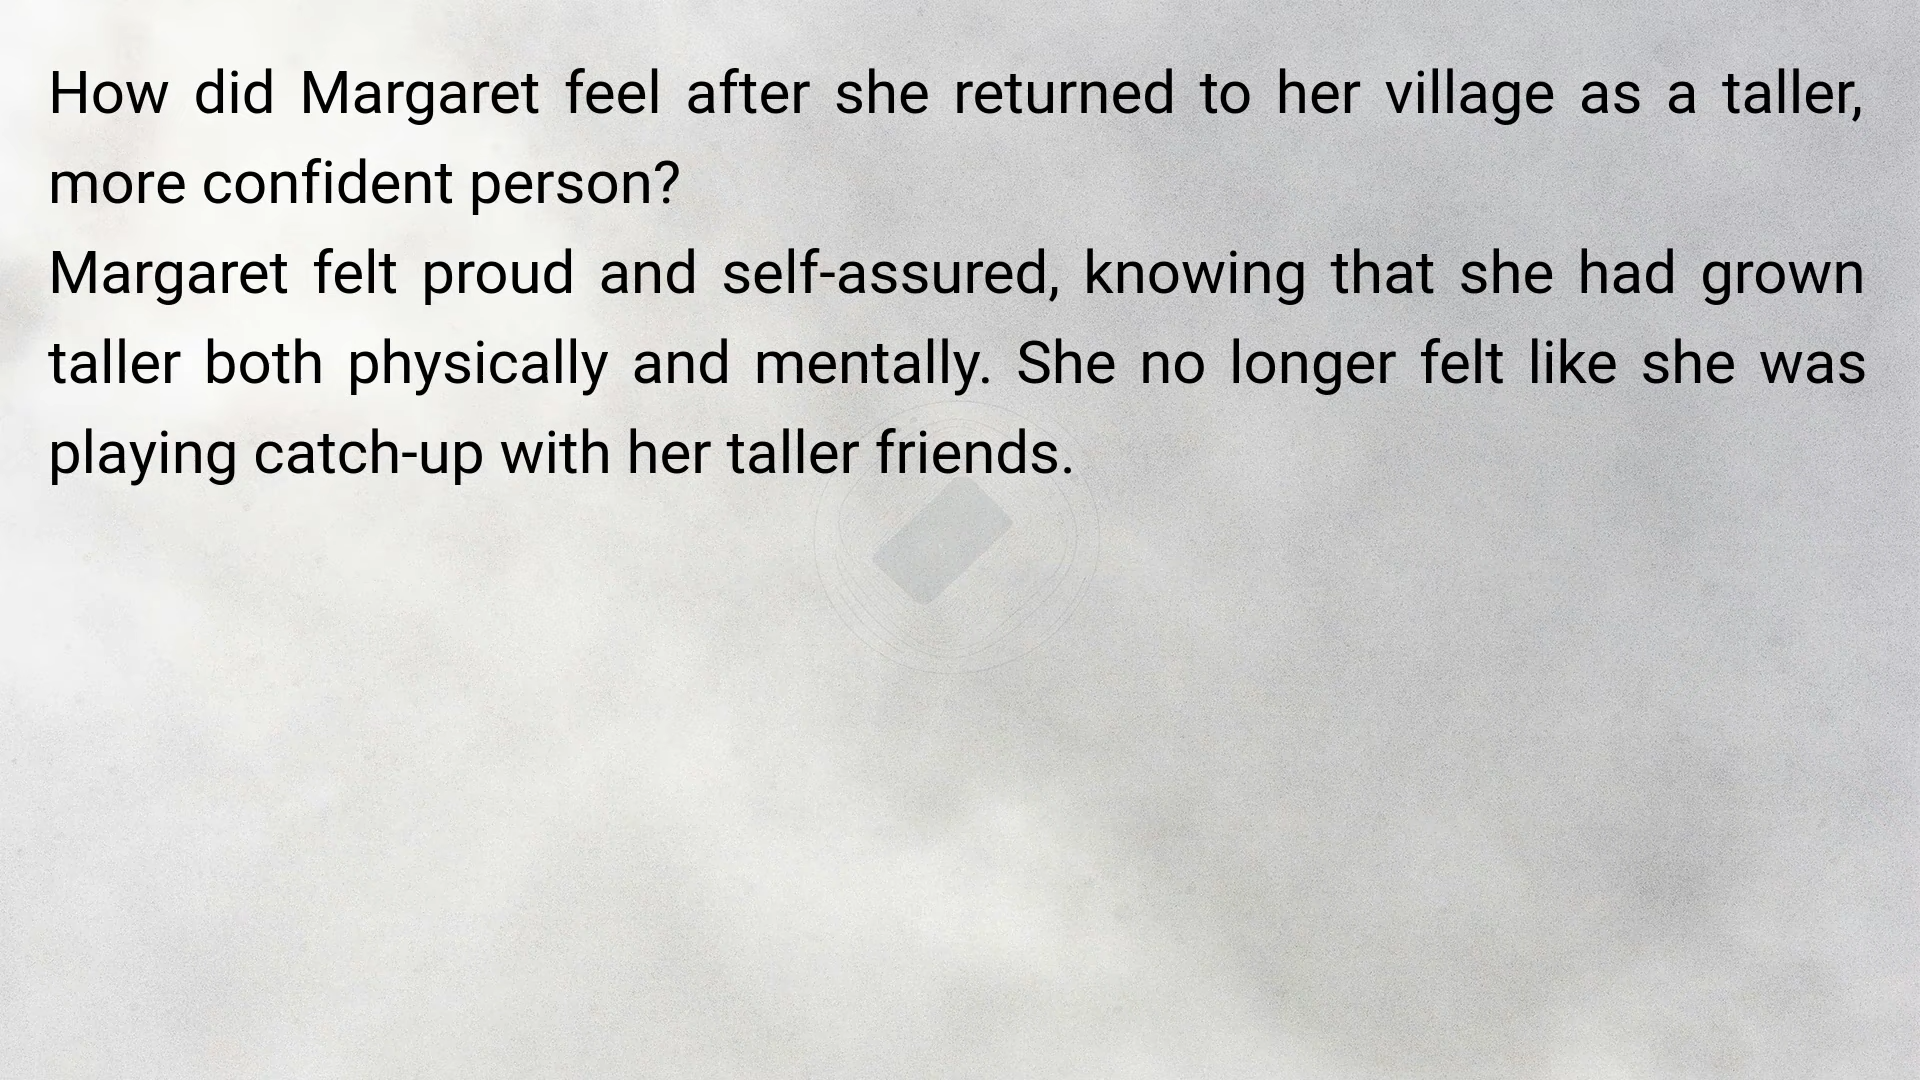 How did Margaret feel after she returned to her village as a taller,
more confident person?
Margaret felt proud and self-assured, knowing that she had grown
taller both physically and mentally. She no longer felt like she was
playing catch-up with her taller friends.